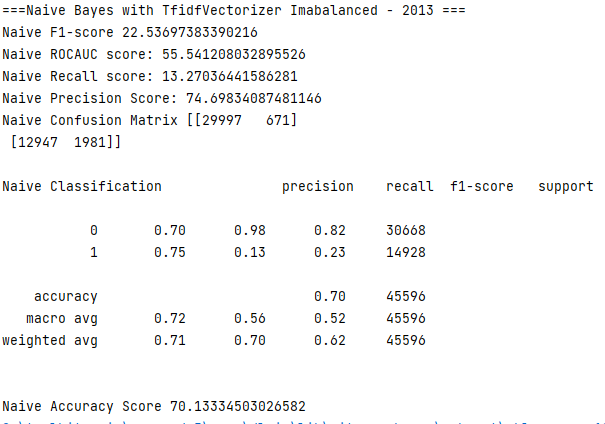 ===Naive Bayes with TfidfVectorizer Imabalanced - 2013 ===
Naive F1-score 22.53697383390216
Naive ROCAUC score: 55.541208032895526
Naive Recall score: 13.27036441586281
Naive Precision Score: 74.69834087481146
Naive Confusion Matrix [[29997   671]
 [12947  1981]]
Naive Classification               precision    recall  f1-score   support
           0       0.70      0.98      0.82     30668
           1       0.75      0.13      0.23     14928
    accuracy                           0.70     45596
   macro avg       0.72      0.56      0.52     45596
weighted avg       0.71      0.70      0.62     45596
Naive Accuracy Score 70.13334503026582